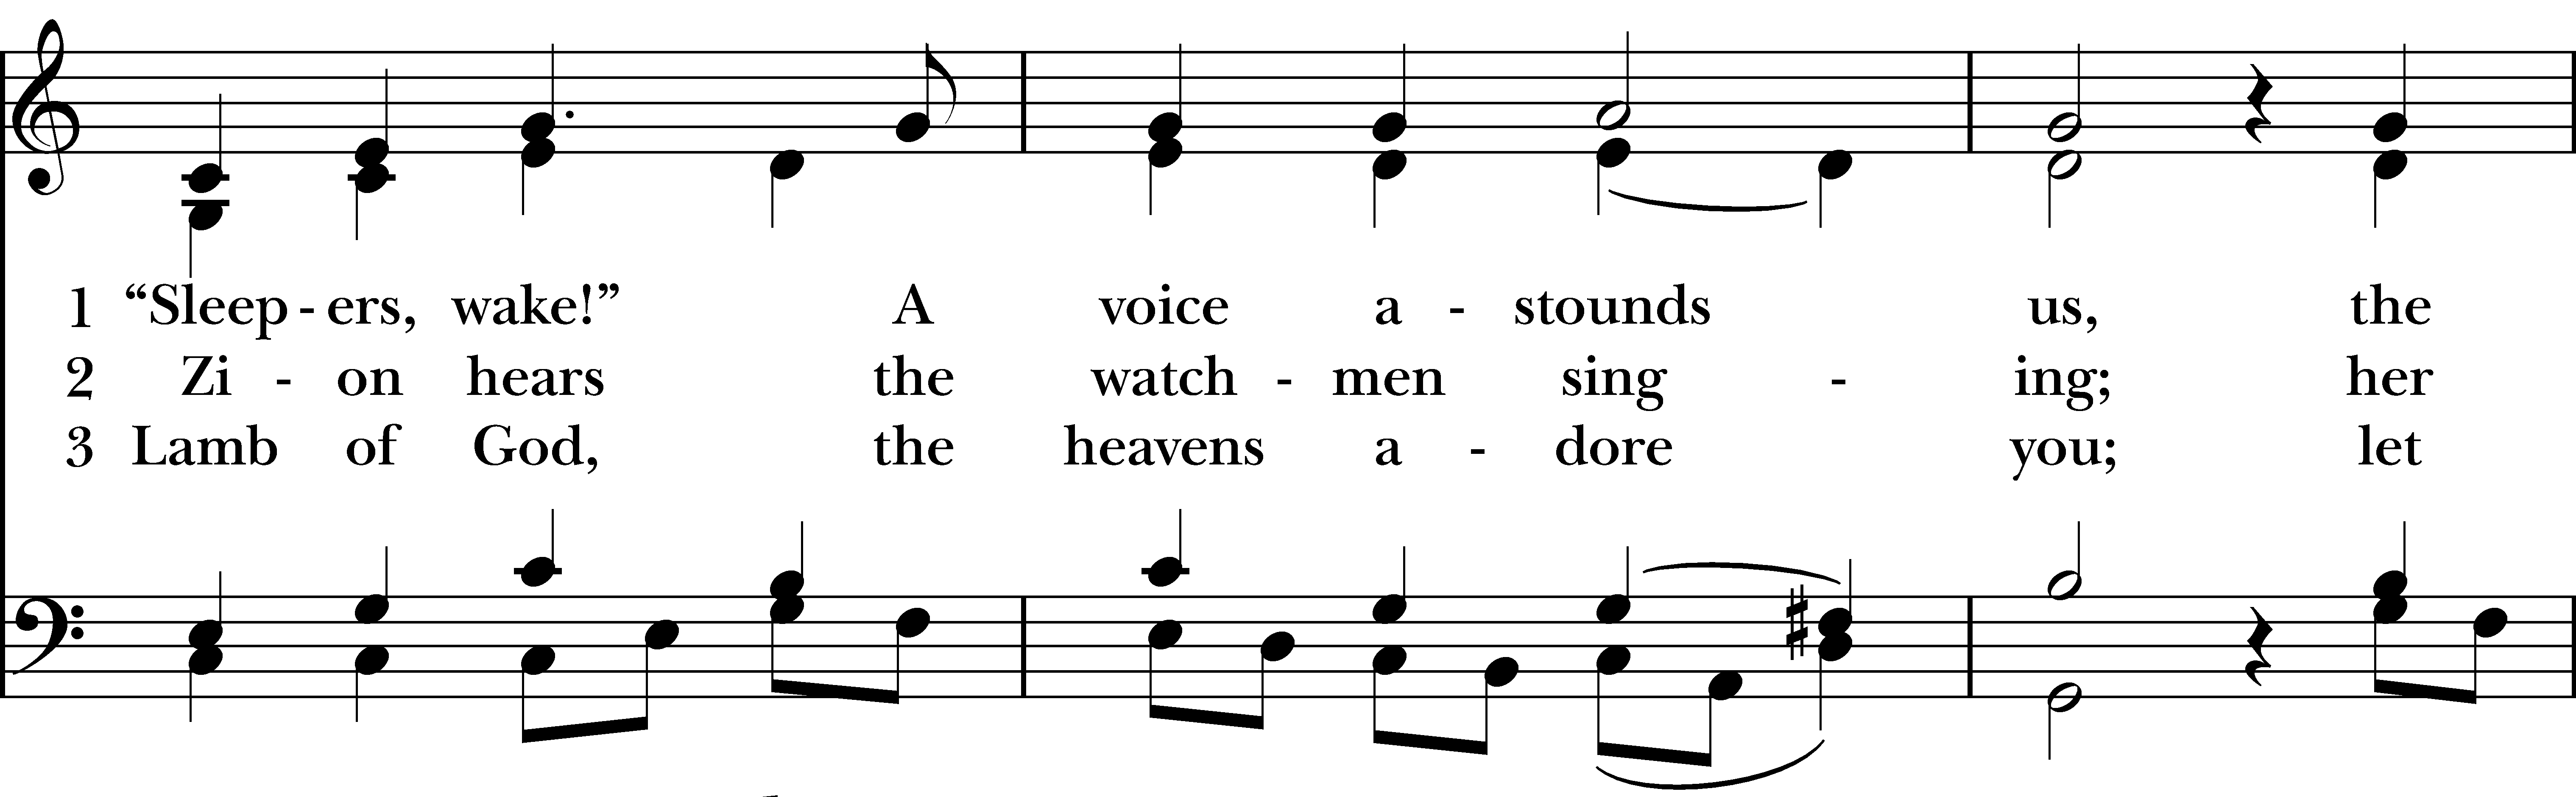 1 “Sleep - ers, wake!” A voice a - stounds us, the
2 Zi - on hears the watch - men sing - ing; her
3 Lamb of God, the heavens a - dore you; let